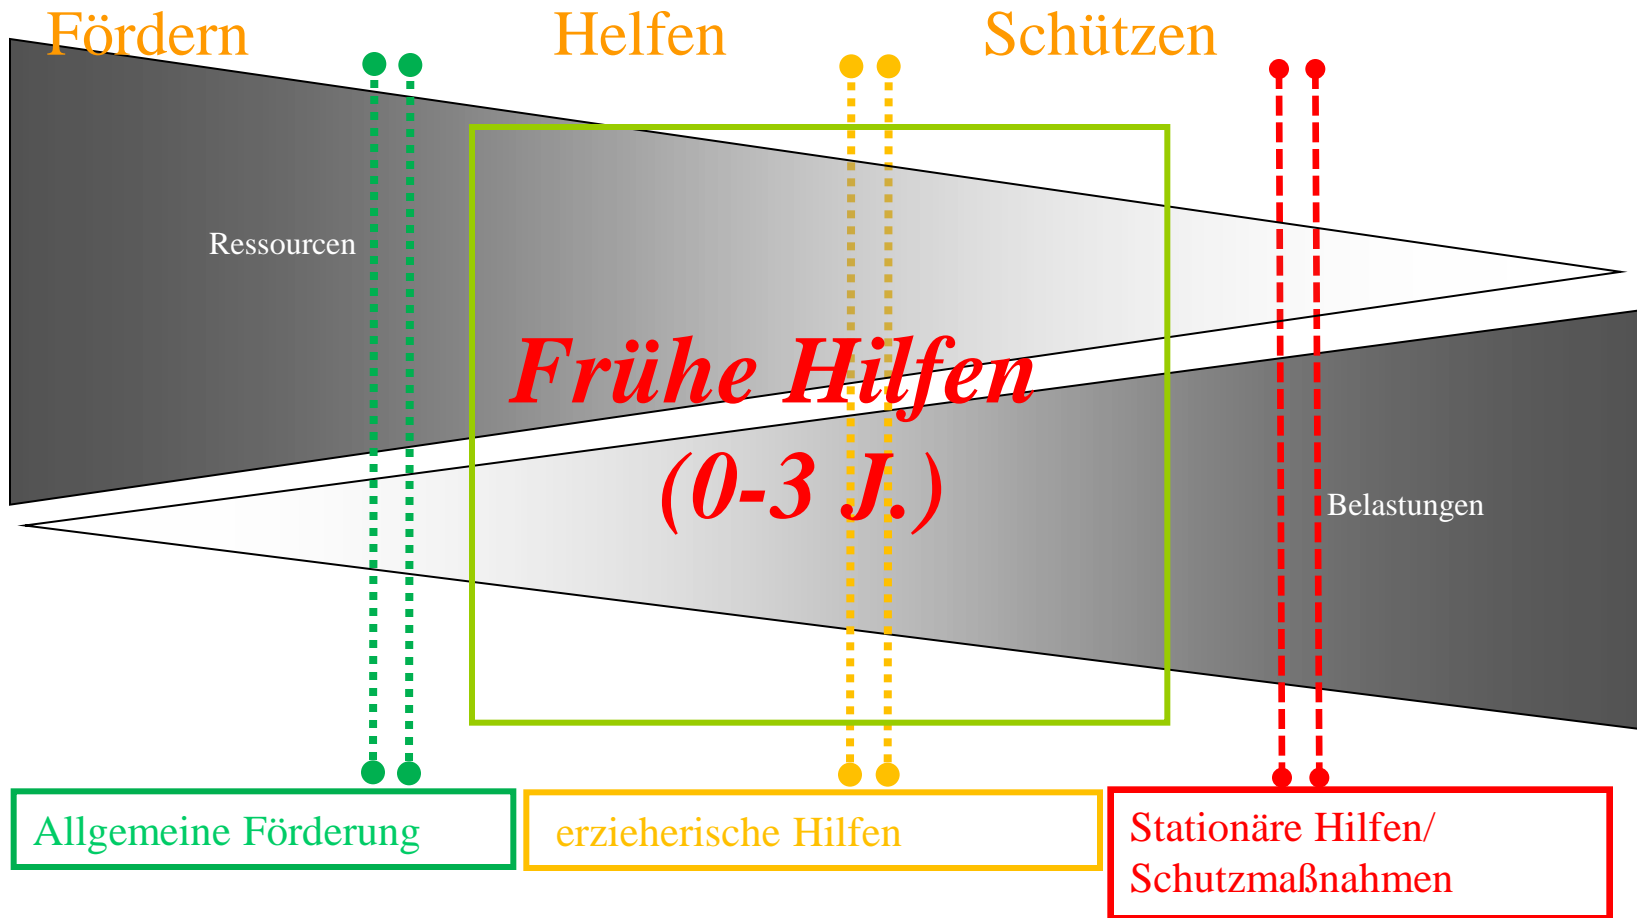 Fördern
Helfen
Schützen
Ressourcen
Frühe Hilfen
(0-3 J.)
Belastungen
Allgemeine Förderung
erzieherische Hilfen
Stationäre Hilfen/
Schutzmaßnahmen